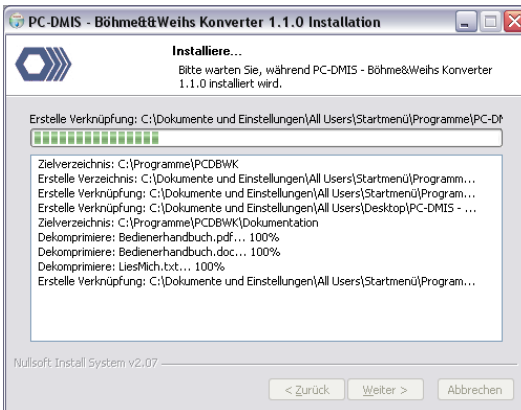 PC-DMIS - Böhme&&Weihs Konverter 1.1.0 Installation
Installiere...
Bitte warten Sie, während PC-DMIS - Böhme&Weihs Konverter
1.1.0 installiert wird.
Erstelle Verknüpfung: C:\Dokumente und Einstellungen\All Users\Startmenü\Programme\PC-DM
Zielverzeichnis: C:\Programme\PCDBWK
Erstelle Verzeichnis: C:\Dokumente und Einstellungen\All Users\Startmenü\Programm...
Erstelle Verknüpfung: C:\Dokumente und Einstellungen\All Users\Startmenü\Program...
Erstelle Verknüpfung: C:\Dokumente und Einstellungen\All Users\Desktop\PC-DMIS - ...
Zielverzeichnis: C:\Programme\PCDBWK\Dokumentation
Dekomprimiere: Bedienerhandbuch.pdf... 100%
Dekomprimiere: Bedienerhandbuch.doc... 100%
Dekomprimiere: LiesMich.txt... 100%
Erstelle Verknüpfung: C:\Dokumente und Einstellungen\All Users\Startmenü\Program...
Nullsoft Install System v2.07
< Zurück Weiter > Abbrechen